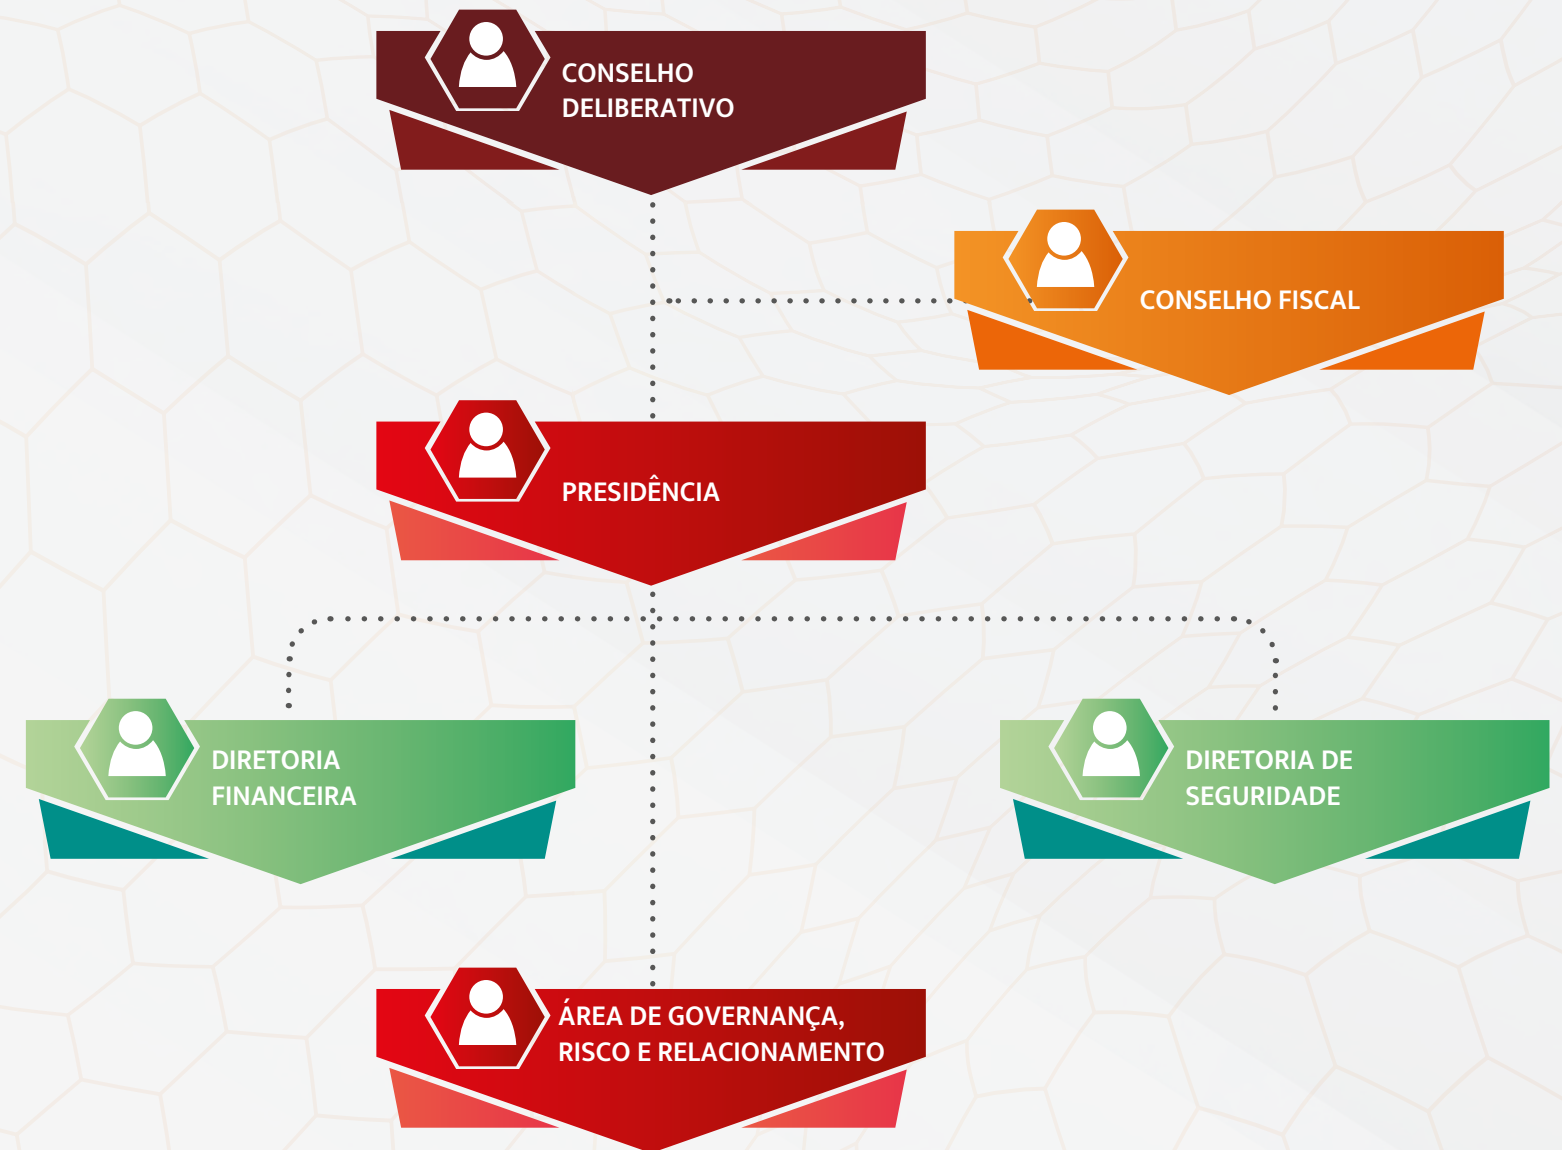 CONSELHO
DELIBERATIVO
CONSELHO FISCAL
PRESIDÊNCIA
DIRETORIA
FINANCEIRA
DIRETORIA DE
SEGURIDADE
ÁREA DE GOVERNANÇA,
RISCO E RELACIONAMENTO